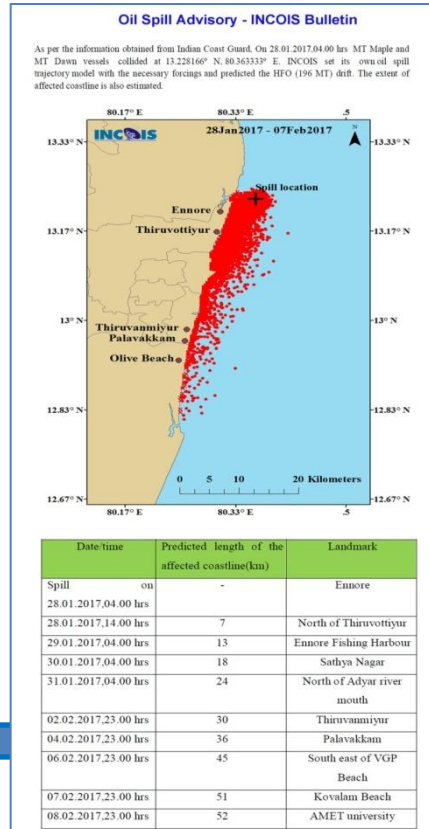 Oil Spill Advisory - INCOIS Bulletin
As per the information obtained from Indian Coast Guard, On 28.01.2017,04.00 hrs MT Maple and
MT Dawn vessels collided at 13.228166° N, 80.363333° E. INCOIS set its own oil spill
trajectory model with the necessary forcings and predicted the HFO (196 MT) drift. The extent of
affected coastline is also estimated.
80.17° E 80.33° E .5
INCOIS
28Jan2017 - 07Feb2017
N
13.33° N 13.33° N
Spill location
Ennore
13.17° N Thiruvottiyur 13.17° N
13° N 13° N
Thiruvanmiyur
Palavakkam
Olive Beach
12.83° N 12.83° N
0 5 10 20 Kilometers
12.67° N 12.67° N
80.17° E 80.33° E .5
Date/time Predicted length of the Landmark
affected coastline(km)
Spill on - Ennore
28.01.2017,04.00 hrs
28.01.2017,14.00 hrs 7 North of Thiruvottiyur
29.01.2017,04.00 hrs 13 Ennore Fishing Harbour
30.01.2017,04.00 hrs 18 Sathya Nagar
31.01.2017,04.00 hrs 24 North of Adyar river
mouth
02.02.2017,23.00 hrs 30 Thiruvanmiyur
04.02.2017,23.00 hrs 36 Palavakkam
06.02.2017,23.00 hrs 45 South east of VGP
Beach
07.02.2017,23.00 hrs 51 Kovalam Beach
08.02.2017,23.00 hrs 52 AMET university